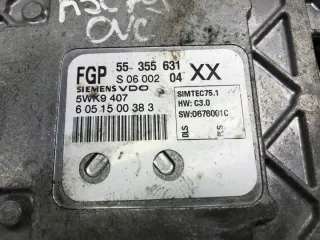 FGP 55 355 631 XX
S 06 002 04
SIEMENS VDO
5WK9 407
6 05 15 00 38 3
SIMTEC75.1
HW: C3.0
SW:0676001C
DLS